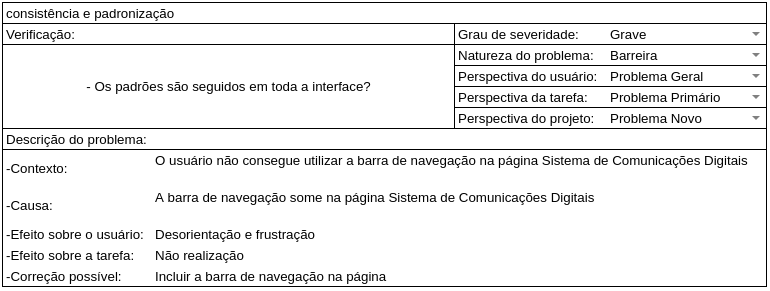 consistência e padronização
Verificação:
Grau de severidade: Grave
- Os padrões são seguidos em toda a interface?
Natureza do problema: Barreira
Perspectiva do usuário: Problema Geral
Perspectiva da tarefa: Problema Primário
Perspectiva do projeto: Problema Novo
Descrição do problema:
-Contexto: O usuário não consegue utilizar a barra de navegação na página Sistema de Comunicações Digitais
-Causa: A barra de navegação some na página Sistema de Comunicações Digitais
-Efeito sobre o usuário: Desorientação e frustração
-Efeito sobre a tarefa: Não realização
-Correção possível: Incluir a barra de navegação na página